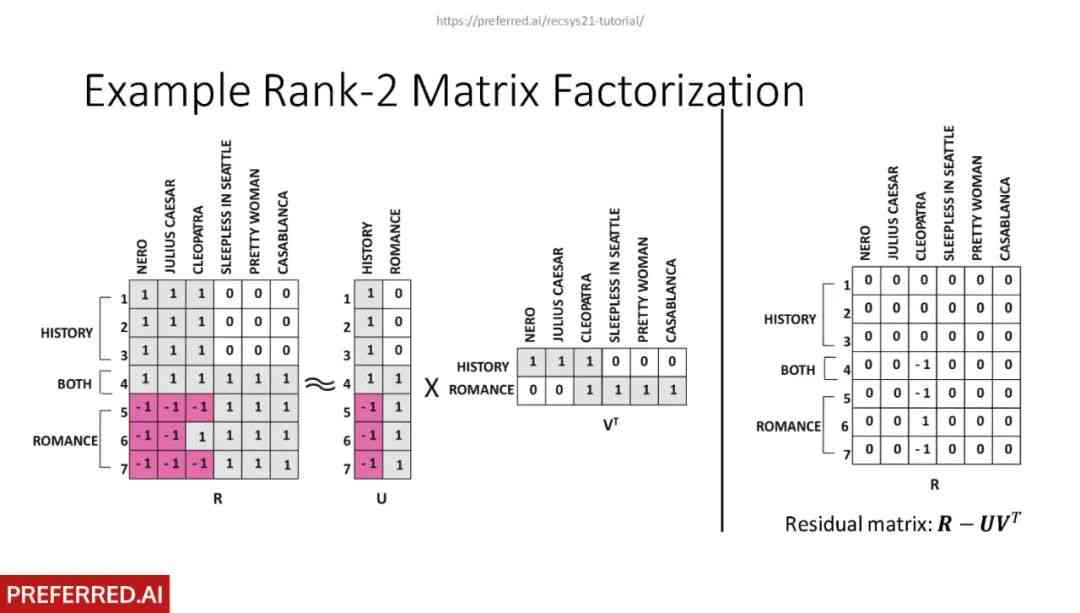 https://preferred.ai/recsys21-tutorial/
Example Rank-2 Matrix Factorization
NERO
JULIUS CAESAR
CLEOPATRA
SLEEPLESS IN SEATTLE
PRETTY WOMAN
CASABLANCA
HISTORY
BOTH
ROMANCE
1 1 1 1 0 0 0
2 1 1 1 0 0 0
3 1 1 1 0 0 0
4 1 1 1 1 1 1
5 -1 -1 -1 1 1 1
6 -1 -1 1 1 1 1
7 -1 -1 -1 1 1 1
R
≈
HISTORY
ROMANCE
1 1 0
2 1 0
3 1 0
4 1 1
5 -1 1
6 -1 1
7 -1 1
U
X
NERO
JULIUS CAESAR
CLEOPATRA
SLEEPLESS IN SEATTLE
PRETTY WOMAN
CASABLANCA
HISTORY 1 1 1 0 0 0
ROMANCE 0 0 1 1 1 1
Vᵀ
NERO
JULIUS CAESAR
CLEOPATRA
SLEEPLESS IN SEATTLE
PRETTY WOMAN
CASABLANCA
HISTORY
BOTH
ROMANCE
1 0 0 0 0 0 0
2 0 0 0 0 0 0
3 0 0 0 0 0 0
4 0 0 -1 0 0 0
5 0 0 -1 0 0 0
6 0 0 1 0 0 0
7 0 0 -1 0 0 0
R
Residual matrix: R − UVᵀ
PREFERRED.AI